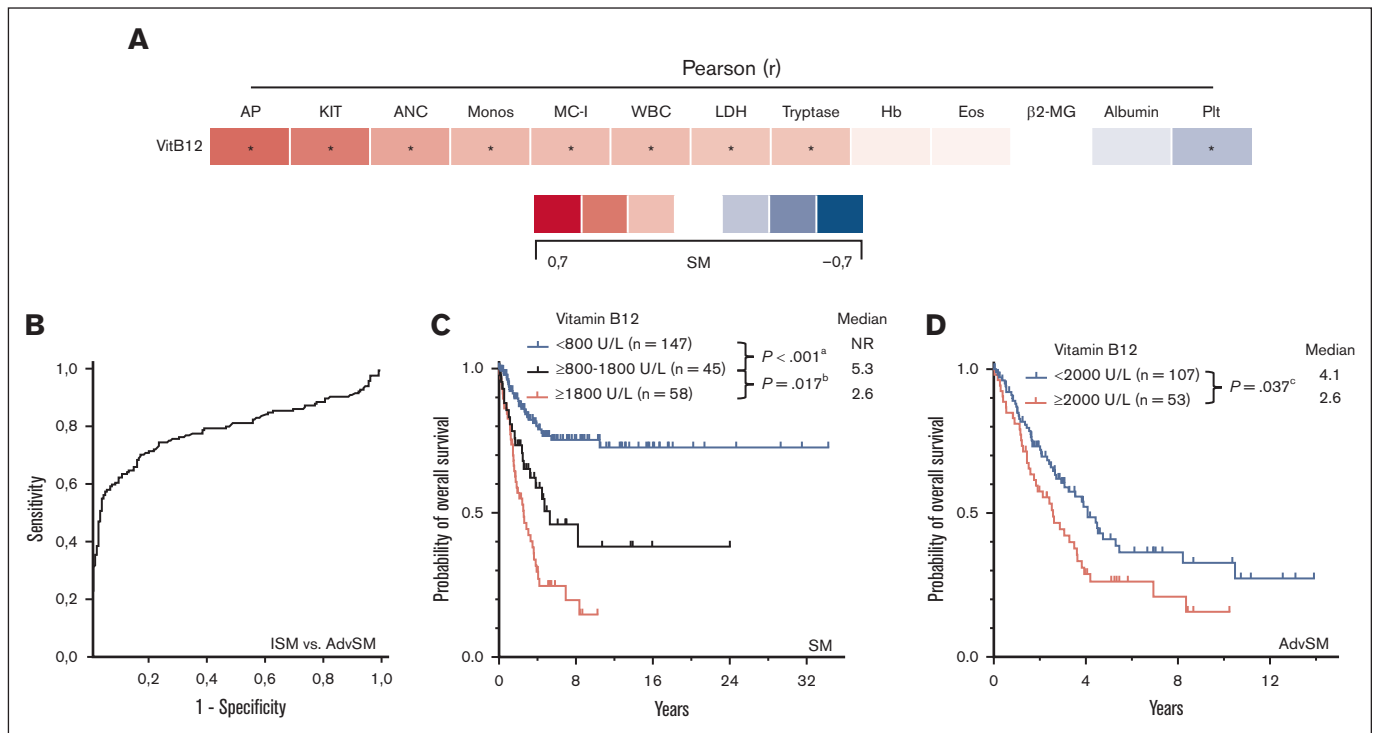 A
Pearson (r)
AP KIT ANC Monos MC-I WBC LDH Tryptase Hb Eos β2-MG Albumin Plt
VitB12 * * * * * * * * *
0,7 SM −0,7
B
1,0
0,8
0,6
0,4
0,2
0,0
Sensitivity
ISM vs. AdvSM
0,2 0,4 0,6 0,8 1,0
1 - Specificity
C
Vitamin B12 Median
<800 U/L (n = 147) NR
≥800-1800 U/L (n = 45) 5.3
≥1800 U/L (n = 58) 2.6
P < .001a
P = .017b
1.0
0.5
0.0
Probability of overall survival
SM
0 8 16 24 32
Years
D
Vitamin B12 Median
<2000 U/L (n = 107) 4.1
≥2000 U/L (n = 53) 2.6
P = .037c
1.0
0.5
0.0
Probability of overall survival
AdvSM
0 4 8 12
Years